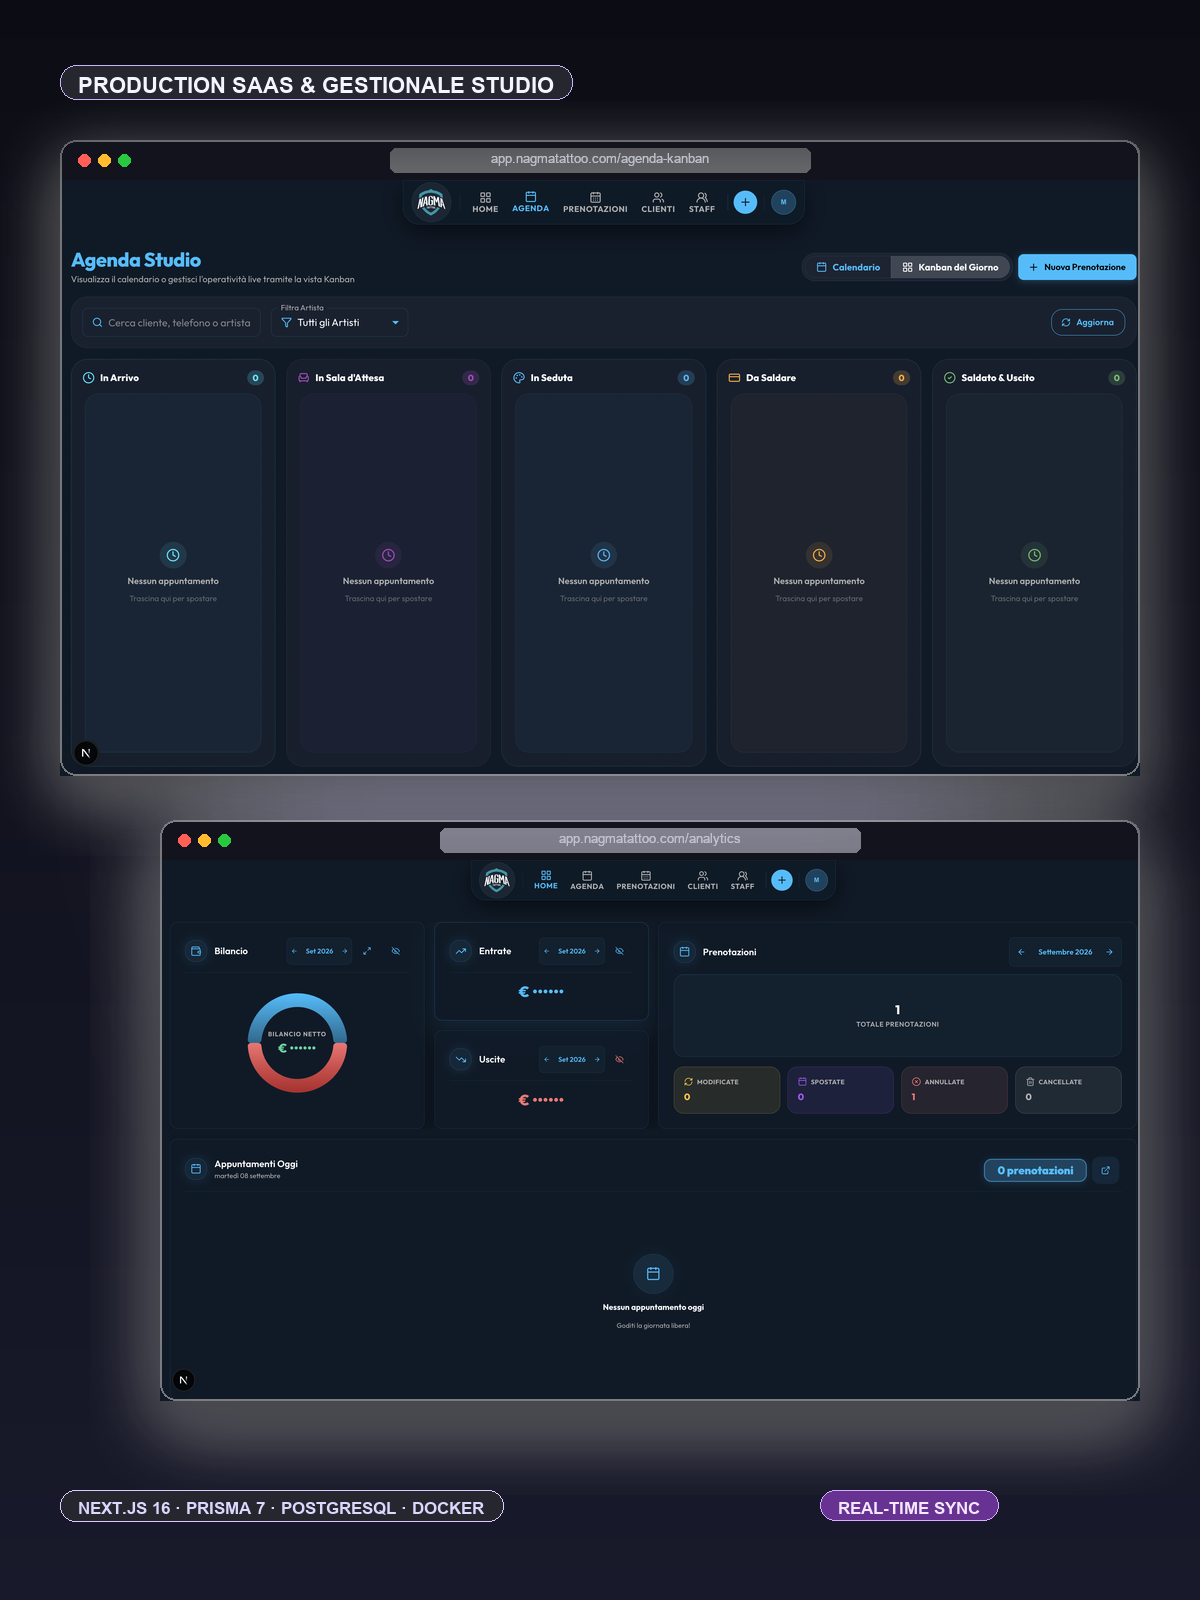 PRODUCTION SAAS & GESTIONALE STUDIO
app.nagmatattoo.com/agenda-kanban
NAGMA
HOME
AGENDA
PRENOTAZIONI
CLIENTI
STAFF
M
Agenda Studio
Visualizza il calendario o gestisci l'operatività live tramite la vista Kanban
Calendario
Kanban del Giorno
Nuova Prenotazione
Cerca cliente, telefono o artista
Filtra Artista
Tutti gli Artisti
Aggiorna
In Arrivo 0
In Sala d'Attesa 0
In Seduta 0
Da Saldare 0
Saldato & Uscito 0
Nessun appuntamento
Trascina qui per spostare
Nessun appuntamento
Trascina qui per spostare
Nessun appuntamento
Trascina qui per spostare
Nessun appuntamento
Trascina qui per spostare
Nessun appuntamento
Trascina qui per spostare
N
app.nagmatattoo.com/analytics
NAGMA
HOME
AGENDA
PRENOTAZIONI
CLIENTI
STAFF
M
Bilancio
Set 2026
BILANCIO NETTO
€ ••••••
Entrate
Set 2026
€ ••••••
Uscite
Set 2026
€ ••••••
Prenotazioni
Settembre 2026
1
TOTALE PRENOTAZIONI
MODIFICATE
0
SPOSTATE
0
ANNULLATE
1
CANCELLATE
0
Appuntamenti Oggi
martedì 08 settembre
0 prenotazioni
Nessun appuntamento oggi
Goditi la giornata libera!
N
NEXT.JS 16 · PRISMA 7 · POSTGRESQL · DOCKER
REAL-TIME SYNC